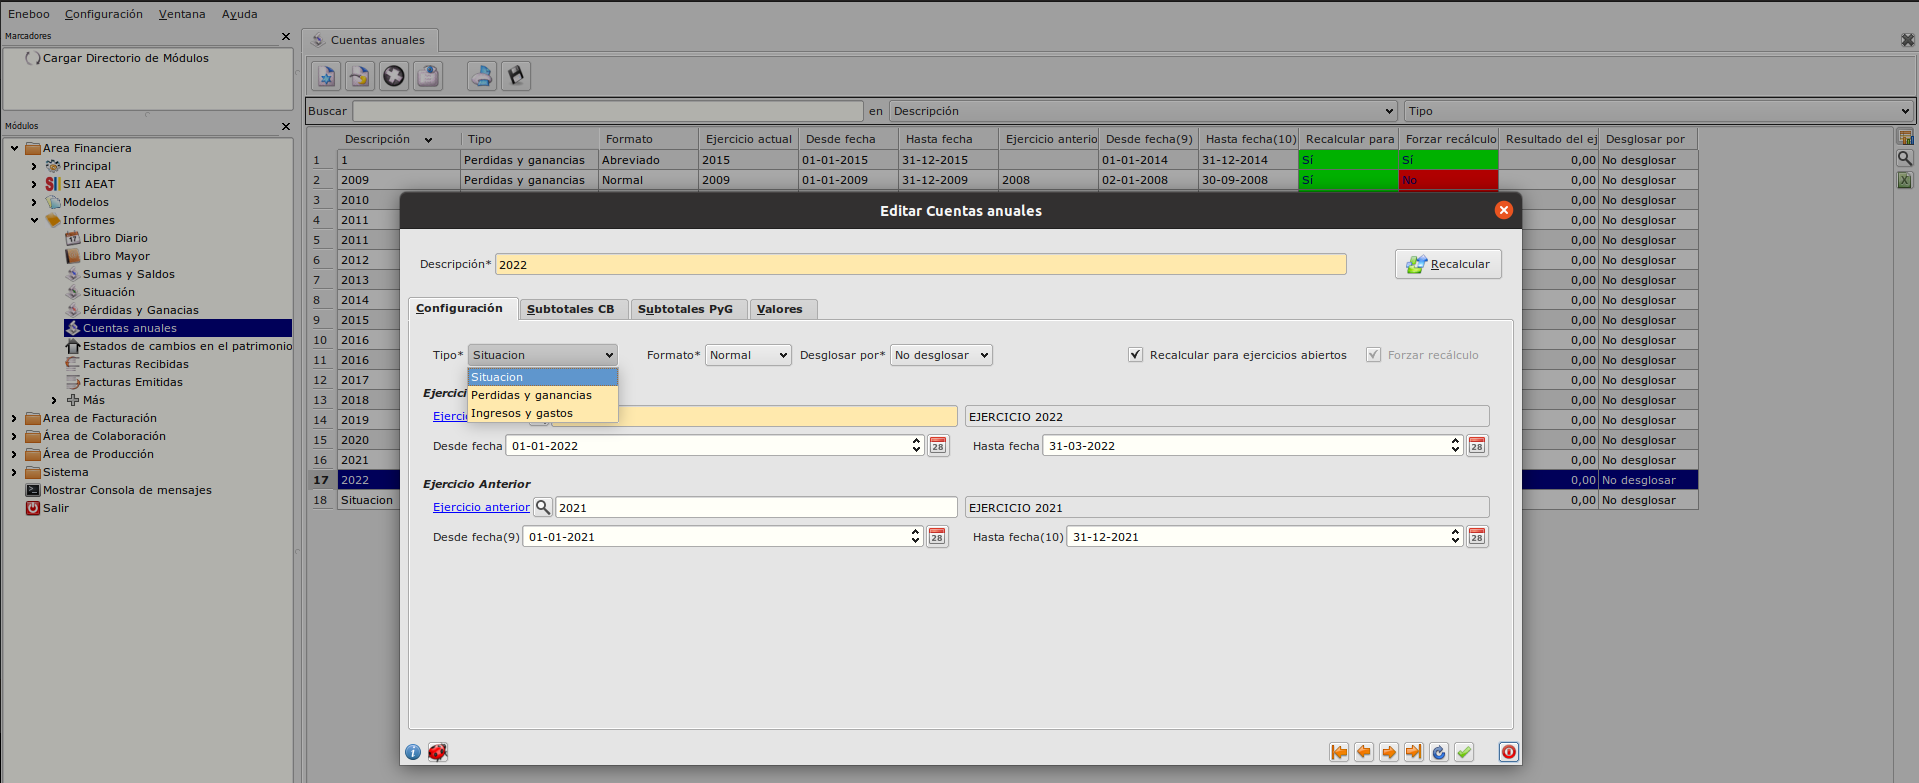 Eneboo Configuración Ventana Ayuda
Marcadores
Cargar Directorio de Módulos
Módulos
Area Financiera
Principal
SII SII AEAT
Modelos
Informes
Libro Diario
Libro Mayor
Sumas y Saldos
Situación
Pérdidas y Ganacias
Cuentas anuales
Estados de cambios en el patrimonio
Facturas Recibidas
Facturas Emitidas
Más
Area de Facturación
Área de Colaboración
Área de Producción
Sistema
Mostrar Consola de mensajes
Salir
Cuentas anuales
Buscar en Descripción Tipo
Descripción Tipo Formato Ejercicio actual Desde fecha Hasta fecha Ejercicio anterio Desde fecha(9) Hasta fecha(10) Recalcular para Forzar recálculo Resultado del ej Desglosar por
1 1 Perdidas y ganancias Abreviado 2015 01-01-2015 31-12-2015 01-01-2014 31-12-2014 Sí Sí 0,00 No desglosar
2 2009 Perdidas y ganancias Normal 2009 01-01-2009 31-12-2009 2008 02-01-2008 30-09-2008 Sí No 0,00 No desglosar
3 2010 0,00 No desglosar
4 2011 0,00 No desglosar
5 2011 0,00 No desglosar
6 2012 0,00 No desglosar
7 2013 0,00 No desglosar
8 2014 0,00 No desglosar
9 2015 0,00 No desglosar
10 2016 0,00 No desglosar
11 2016 0,00 No desglosar
12 2017 0,00 No desglosar
13 2018 0,00 No desglosar
14 2019 0,00 No desglosar
15 2020 0,00 No desglosar
16 2021 0,00 No desglosar
17 2022 0,00 No desglosar
18 Situacion 0,00 No desglosar
Editar Cuentas anuales
Descripción* 2022 Recalcular
Configuración Subtotales CB Subtotales PyG Valores
Tipo* Situacion Formato* Normal Desglosar por* No desglosar Recalcular para ejercicios abiertos Forzar recálculo
Situacion
Perdidas y ganancias
Ingresos y gastos
Ejercici
Ejercic EJERCICIO 2022
Desde fecha 01-01-2022 28 Hasta fecha 31-03-2022 28
Ejercicio Anterior
Ejercicio anterior 2021 EJERCICIO 2021
Desde fecha(9) 01-01-2021 28 Hasta fecha(10) 31-12-2021 28